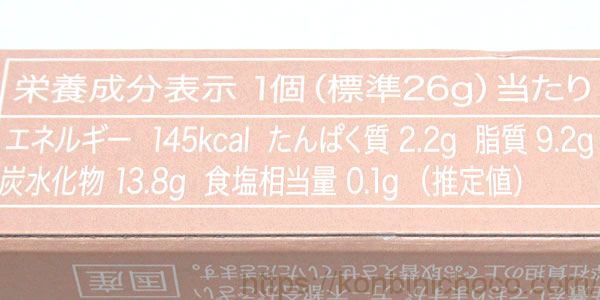 栄養成分表示 1個(標準26g)当たり
エネルギー 145kcal たんぱく質 2.2g 脂質 9.2g
炭水化物 13.8g 食塩相当量 0.1g (推定値)
国産
https://konbinichoco.com